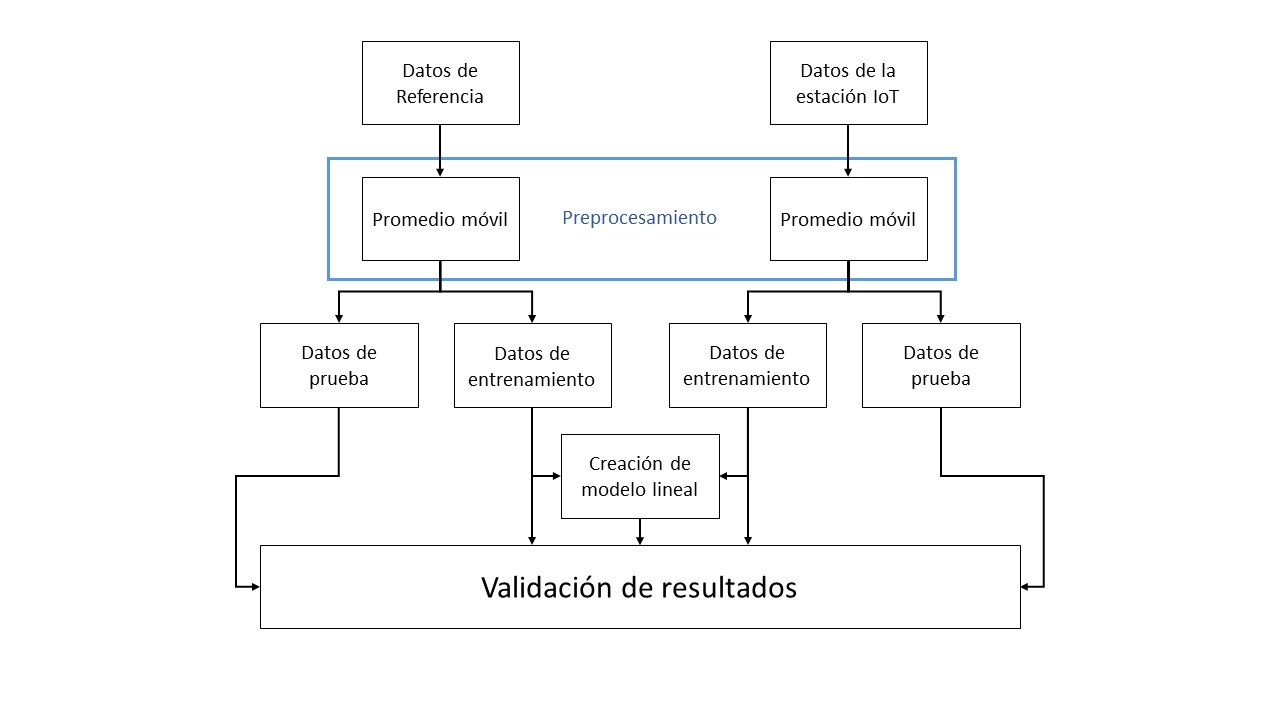 Datos de
Referencia
Datos de la
estación IoT
Promedio móvil
Preprocesamiento
Promedio móvil
Datos de
prueba
Datos de
entrenamiento
Datos de
entrenamiento
Datos de
prueba
Creación de
modelo lineal
Validación de resultados